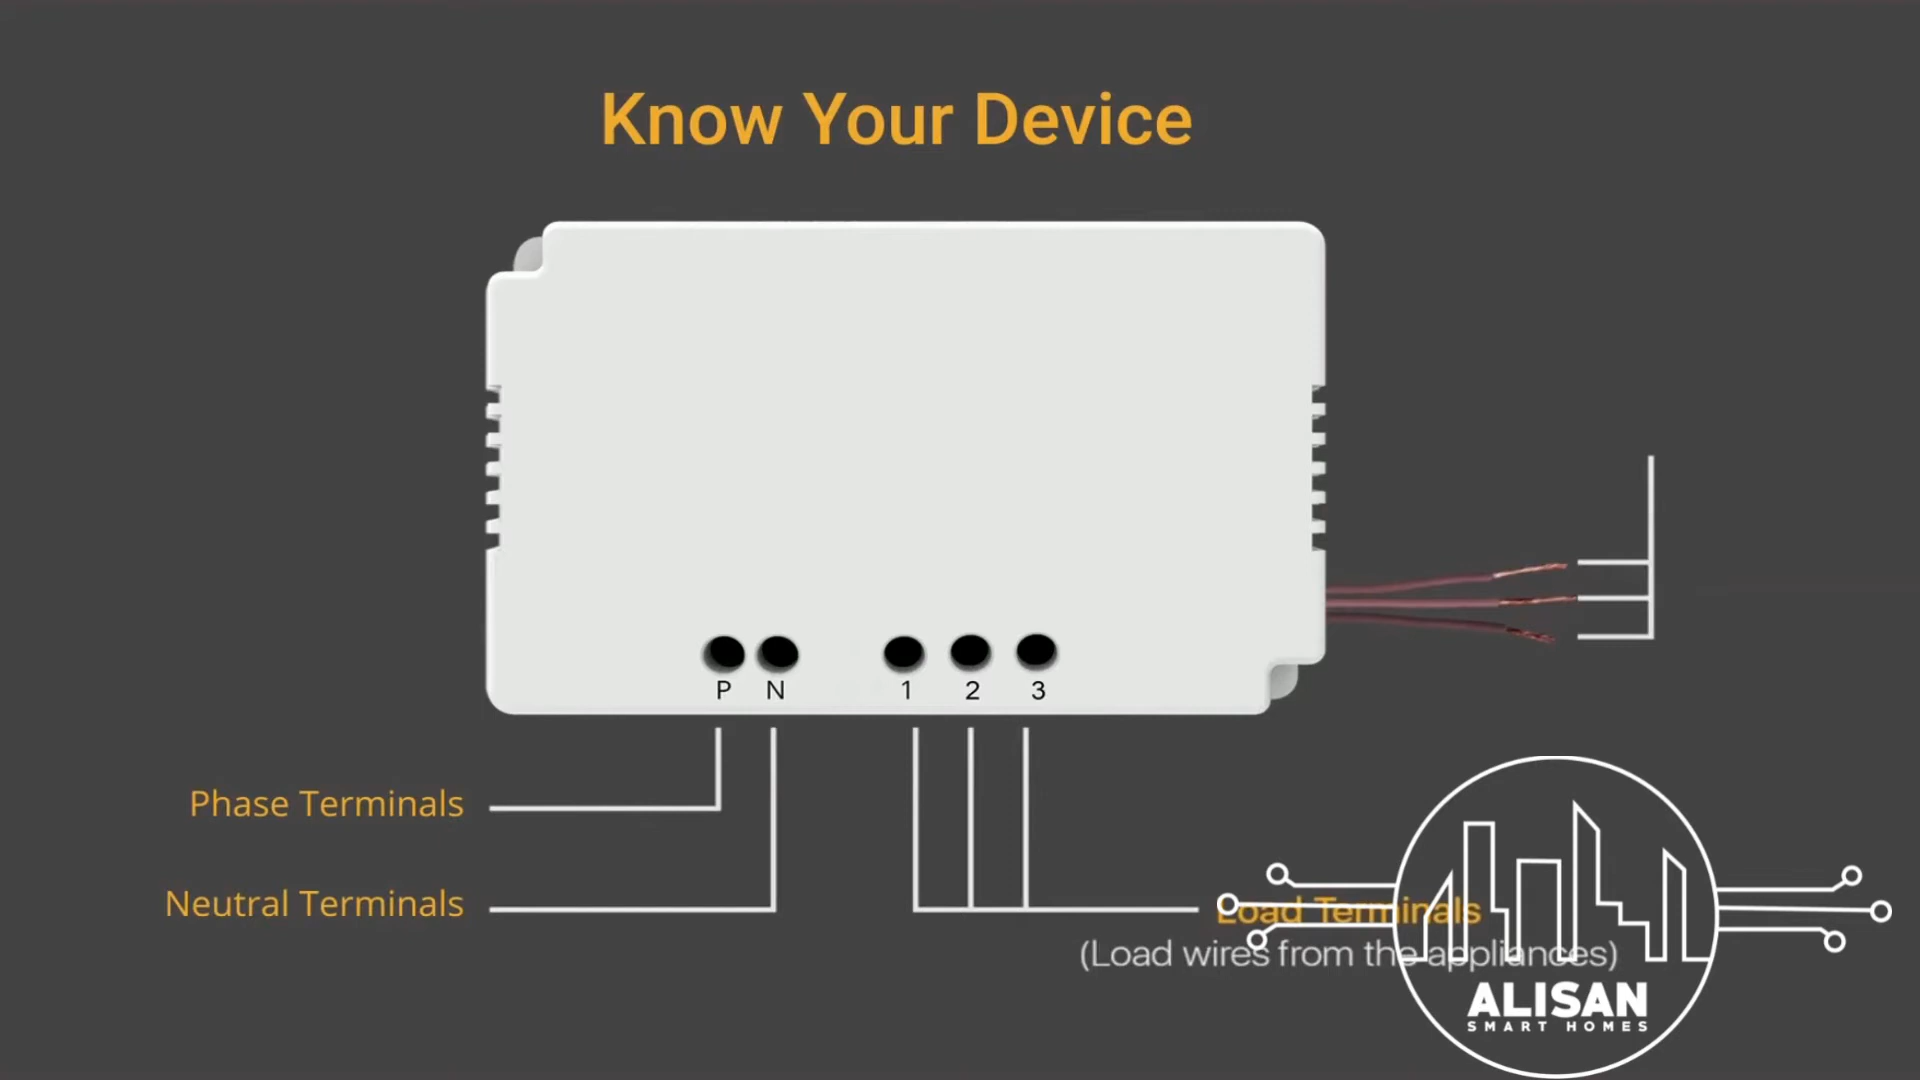 Know Your Device
P N 1 2 3
Phase Terminals
Neutral Terminals
Load Terminals
(Load wires from the appliances)
ALISAN
SMART HOMES